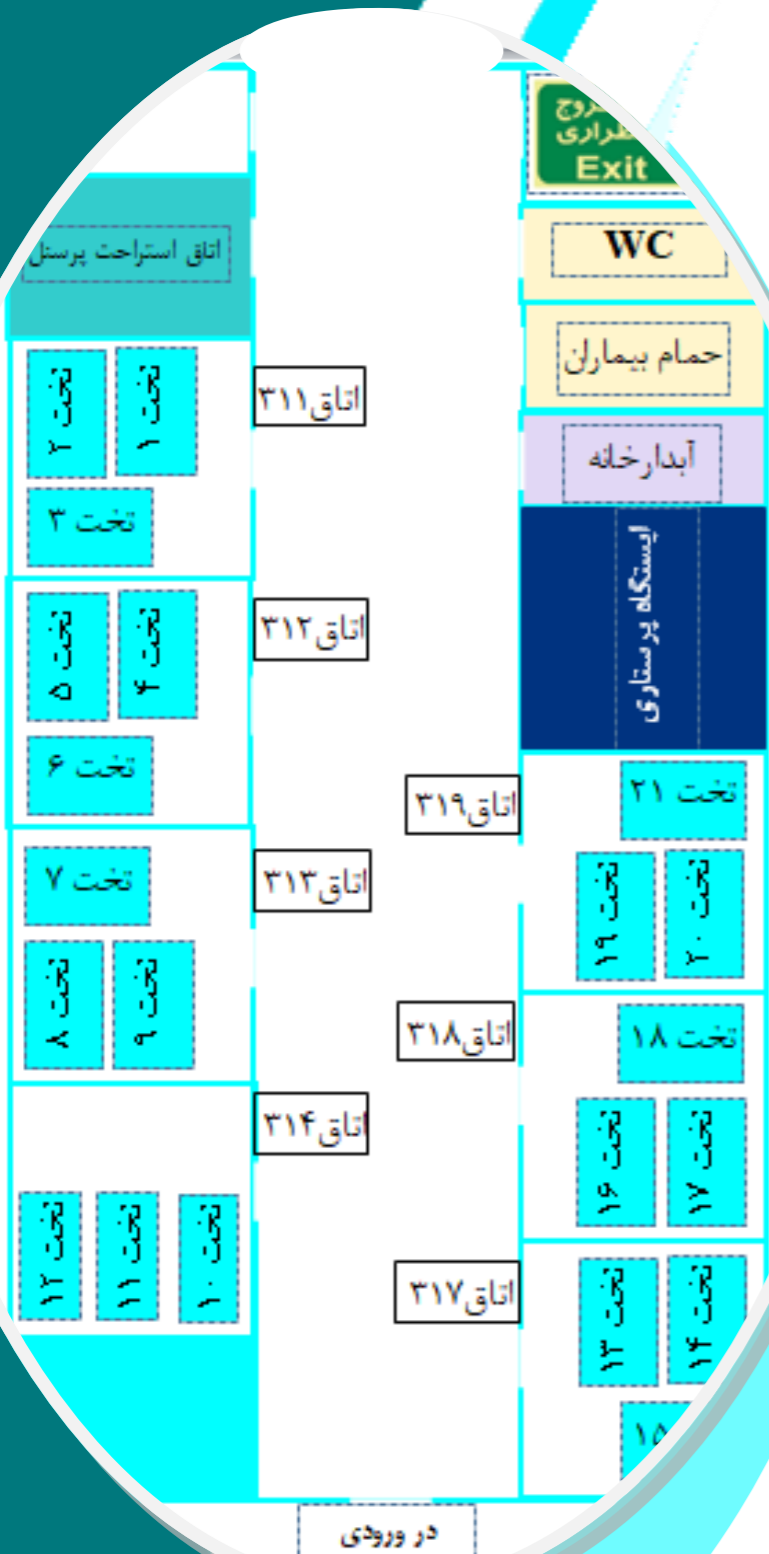 طراری
Exit
WC
اتاق استراحت پرسنل
حمام بیماران
آبدارخانه
ایستگاه پرستاری
اتاق۳۱۱
تخت ۱
تخت ۲
تخت ۳
اتاق۳۱۲
تخت ۴
تخت ۵
تخت ۶
اتاق۳۱۹
تخت ۲۱
تخت ۱۹
تخت ۲۰
اتاق۳۱۳
تخت ۷
تخت ۸
تخت ۹
اتاق۳۱۸
تخت ۱۸
تخت ۱۶
تخت ۱۷
اتاق۳۱۴
تخت ۱۰
تخت ۱۱
تخت ۱۲
اتاق۳۱۷
تخت ۱۳
تخت ۱۴
۱۵
در ورودی